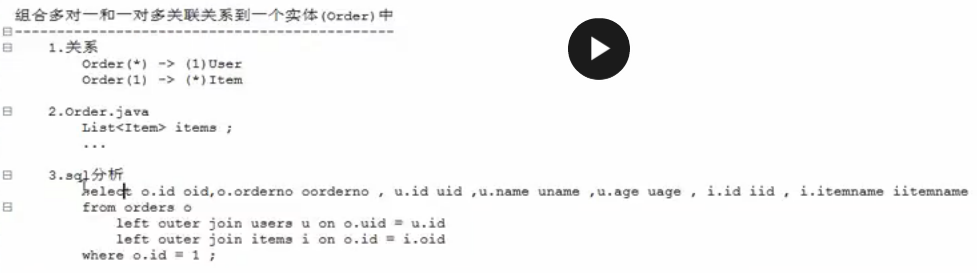 组合多对一和一对多关联关系到一个实体(Order)中
---------------------------------------------
1.关系
Order(*) -> (1)User
Order(1) -> (*)Item
2.Order.java
List<Item> items ;
...
3.sql分析
select o.id oid,o.orderno oorderno , u.id uid ,u.name uname ,u.age uage , i.id iid , i.itemname iitemname
from orders o
left outer join users u on o.uid = u.id
left outer join items i on o.id = i.oid
where o.id = 1 ;